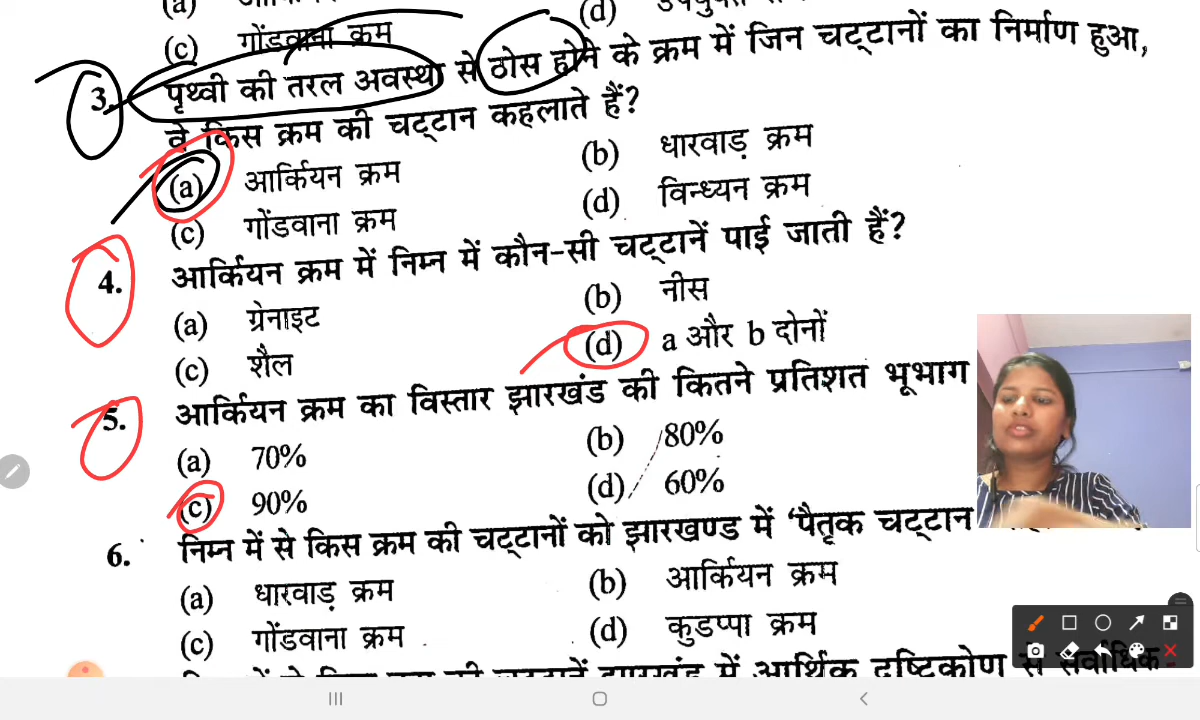 (a)
(d)
(c) गोंडवाना क्रम
3. पृथ्वी की तरल अवस्था से ठोस होने के क्रम में जिन चट्टानों का निर्माण हुआ,
वे किस क्रम की चट्टान कहलाते हैं?
(a) आर्कियन क्रम (b) धारवाड़ क्रम
(c) गोंडवाना क्रम (d) विन्ध्यन क्रम
4. आर्कियन क्रम में निम्न में कौन-सी चट्टानें पाई जाती हैं?
(a) ग्रेनाइट (b) नीस
(c) शैल (d) a और b दोनों
5. आर्कियन क्रम का विस्तार झारखंड की कितने प्रतिशत भूभाग
(a) 70% (b) 80%
(c) 90% (d) 60%
6. निम्न में से किस क्रम की चट्टानों को झारखण्ड में 'पैतृक चट्टान
(a) धारवाड़ क्रम (b) आर्कियन क्रम
(c) गोंडवाना क्रम (d) कुडप्पा क्रम
में आर्थिक दृष्टिकोण से सर्वाधिक